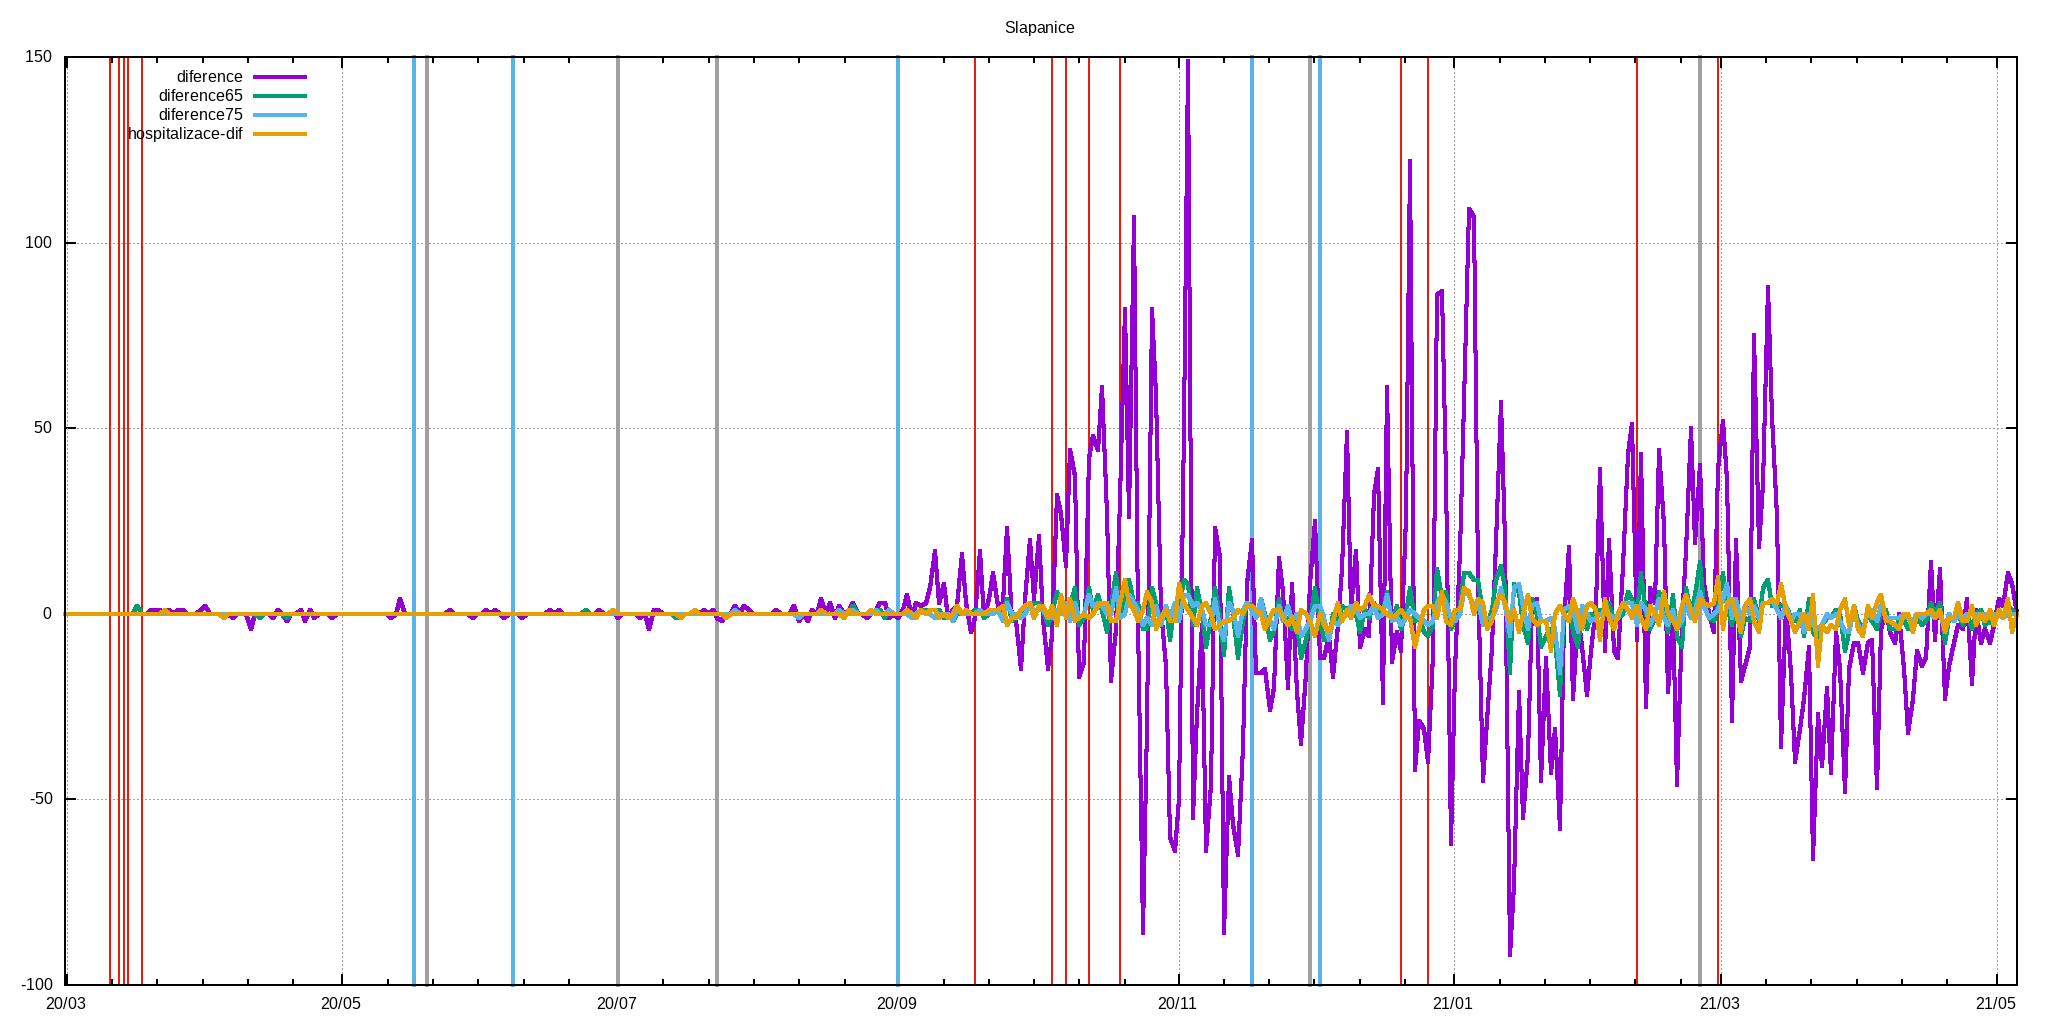 Slapanice
150
diference
diference65
diference75
hospitalizace-dif
100
50
0
-50
-100
20/03 20/05 20/07 20/09 20/11 21/01 21/03 21/05